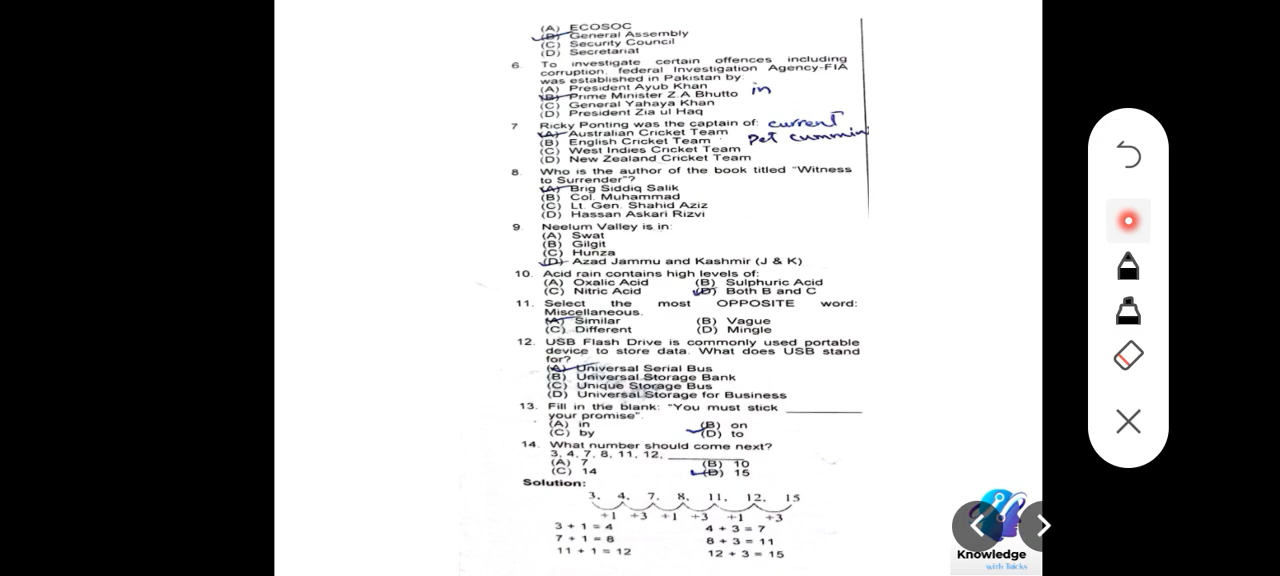 (A) ECOSOC
(B) General Assembly
(C) Security Council
(D) Secretariat
6. To investigate certain offences including
corruption, federal Investigation Agency-FIA
was established in Pakistan by:
(A) President Ayub Khan
(B) Prime Minister Z.A Bhutto in
(C) General Yahaya Khan
(D) President Zia ul Haq
7 Ricky Ponting was the captain of: current
(A) Australian Cricket Team Pet cummin
(B) English Cricket Team
(C) West Indies Cricket Team
(D) New Zealand Cricket Team
8. Who is the author of the book titled "Witness
to Surrender"?
(A) Brig Siddiq Salik
(B) Col. Muhammad
(C) Lt. Gen. Shahid Aziz
(D) Hassan Askari Rizvi
9. Neelum Valley is in:
(A) Swat
(B) Gilgit
(C) Hunza
(D) Azad Jammu and Kashmir (J & K)
10. Acid rain contains high levels of:
(A) Oxalic Acid (B) Sulphuric Acid
(C) Nitric Acid (D) Both B and C
11. Select the most OPPOSITE word:
Miscellaneous.
(A) Similar (B) Vague
(C) Different (D) Mingle
12. USB Flash Drive is commonly used portable
device to store data. What does USB stand
for?
(A) Universal Serial Bus
(B) Universal Storage Bank
(C) Unique Storage Bus
(D) Universal Storage for Business
13. Fill in the blank: "You must stick ________
your promise".
(A) in (B) on
(C) by (D) to
14. What number should come next?
3, 4, 7, 8, 11, 12, ________
(A) 7 (B) 10
(C) 14 (D) 15
Solution:
3, 4, 7, 8, 11, 12, 15
+1 +3 +1 +3 +1 +3
3 + 1 = 4 4 + 3 = 7
7 + 1 = 8 8 + 3 = 11
11 + 1 = 12 12 + 3 = 15
Knowledge
with Tricks